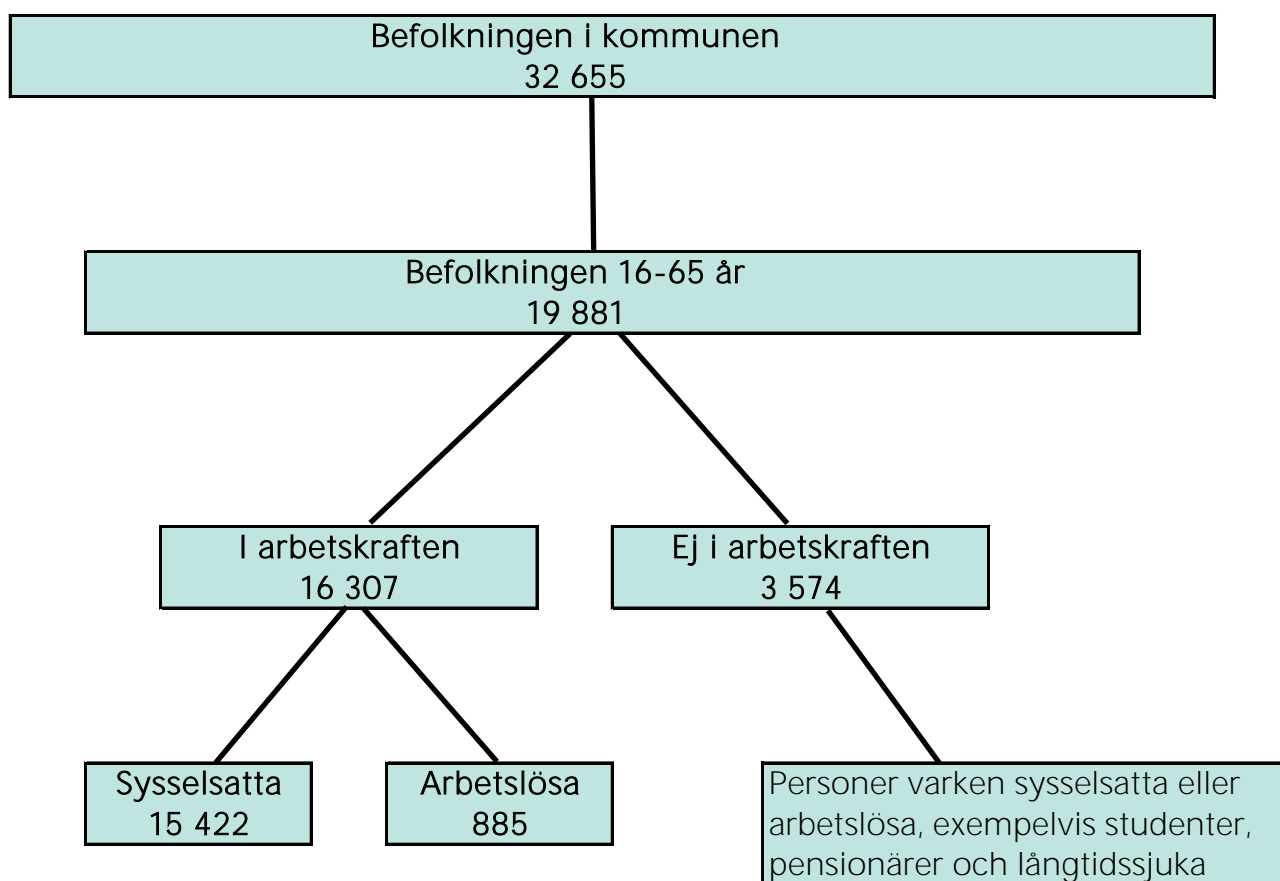 Befolkningen i kommunen
32 655
Befolkningen 16-65 år
19 881
I arbetskraften
16 307
Ej i arbetskraften
3 574
Sysselsatta
15 422
Arbetslösa
885
Personer varken sysselsatta eller
arbetslösa, exempelvis studenter,
pensionärer och långtidssjuka